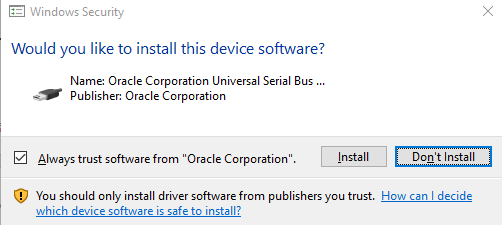 Windows Security
Would you like to install this device software?
Name: Oracle Corporation Universal Serial Bus ...
Publisher: Oracle Corporation
Always trust software from "Oracle Corporation".
Install
Don't Install
You should only install driver software from publishers you trust. How can I decide
which device software is safe to install?